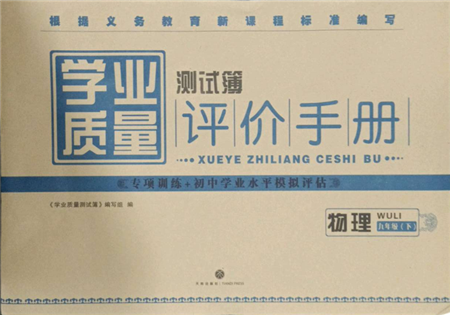 根据义务教育新课程标准编写
学业质量
测试簿
评价手册
XUEYE ZHILIANG CESHI BU
专项训练+初中学业水平模拟评估
《学业质量测试薄》编写组 编
物理
WULI
九年级(下)